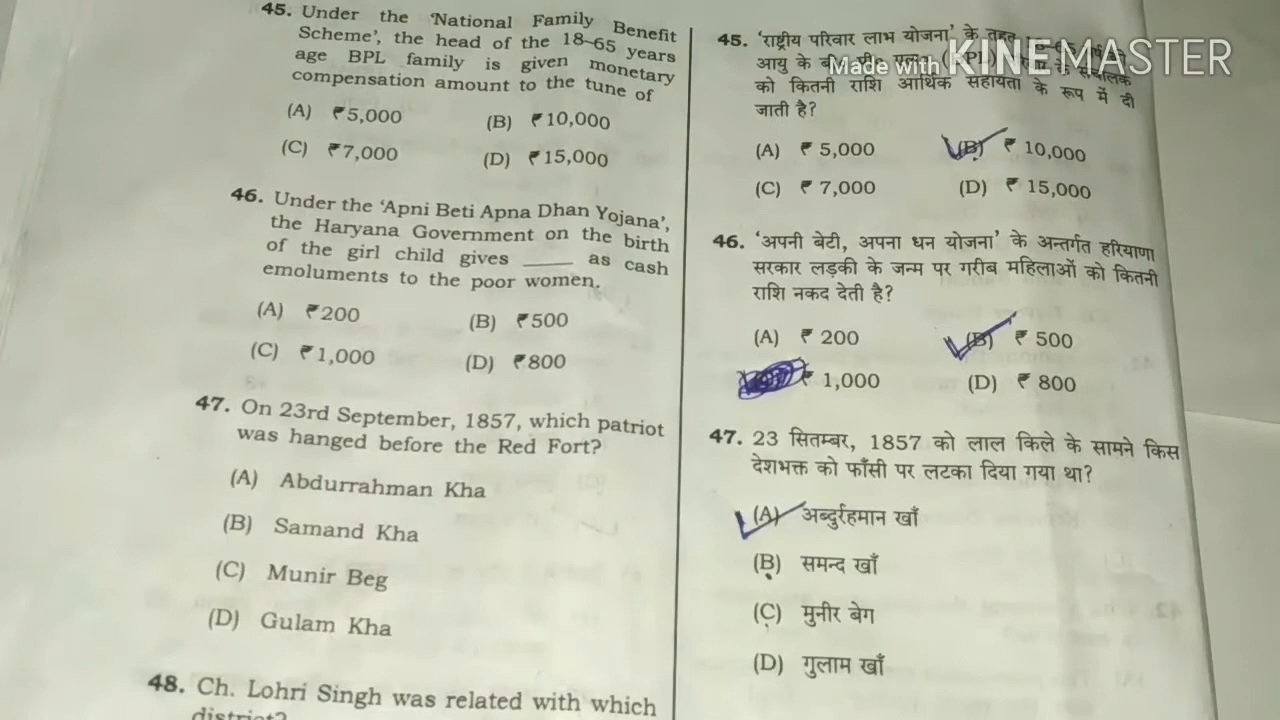 45. Under the 'National Family Benefit
Scheme', the head of the 18–65 years
age BPL family is given monetary
compensation amount to the tune of
(A) ₹5,000 (B) ₹10,000
(C) ₹7,000 (D) ₹15,000
46. Under the 'Apni Beti Apna Dhan Yojana',
the Haryana Government on the birth
of the girl child gives ____ as cash
emoluments to the poor women.
(A) ₹200 (B) ₹500
(C) ₹1,000 (D) ₹800
47. On 23rd September, 1857, which patriot
was hanged before the Red Fort?
(A) Abdurrahman Kha
(B) Samand Kha
(C) Munir Beg
(D) Gulam Kha
48. Ch. Lohri Singh was related with which
district?
Made with KINEMASTER
45. 'राष्ट्रीय परिवार लाभ योजना' के तहत
आयु के के संचालक
को कितनी राशि आर्थिक सहायता के रूप में दी
जाती है?
(A) ₹ 5,000 (B) ₹ 10,000
(C) ₹ 7,000 (D) ₹ 15,000
46. 'अपनी बेटी, अपना धन योजना' के अन्तर्गत हरियाणा
सरकार लड़की के जन्म पर गरीब महिलाओं को कितनी
राशि नकद देती है?
(A) ₹ 200 (B) ₹ 500
₹ 1,000 (D) ₹ 800
47. 23 सितम्बर, 1857 को लाल किले के सामने किस
देशभक्त को फाँसी पर लटका दिया गया था?
(A) अब्दुर्रहमान खाँ
(B) समन्द खाँ
(C) मुनीर बेग
(D) गुलाम खाँ